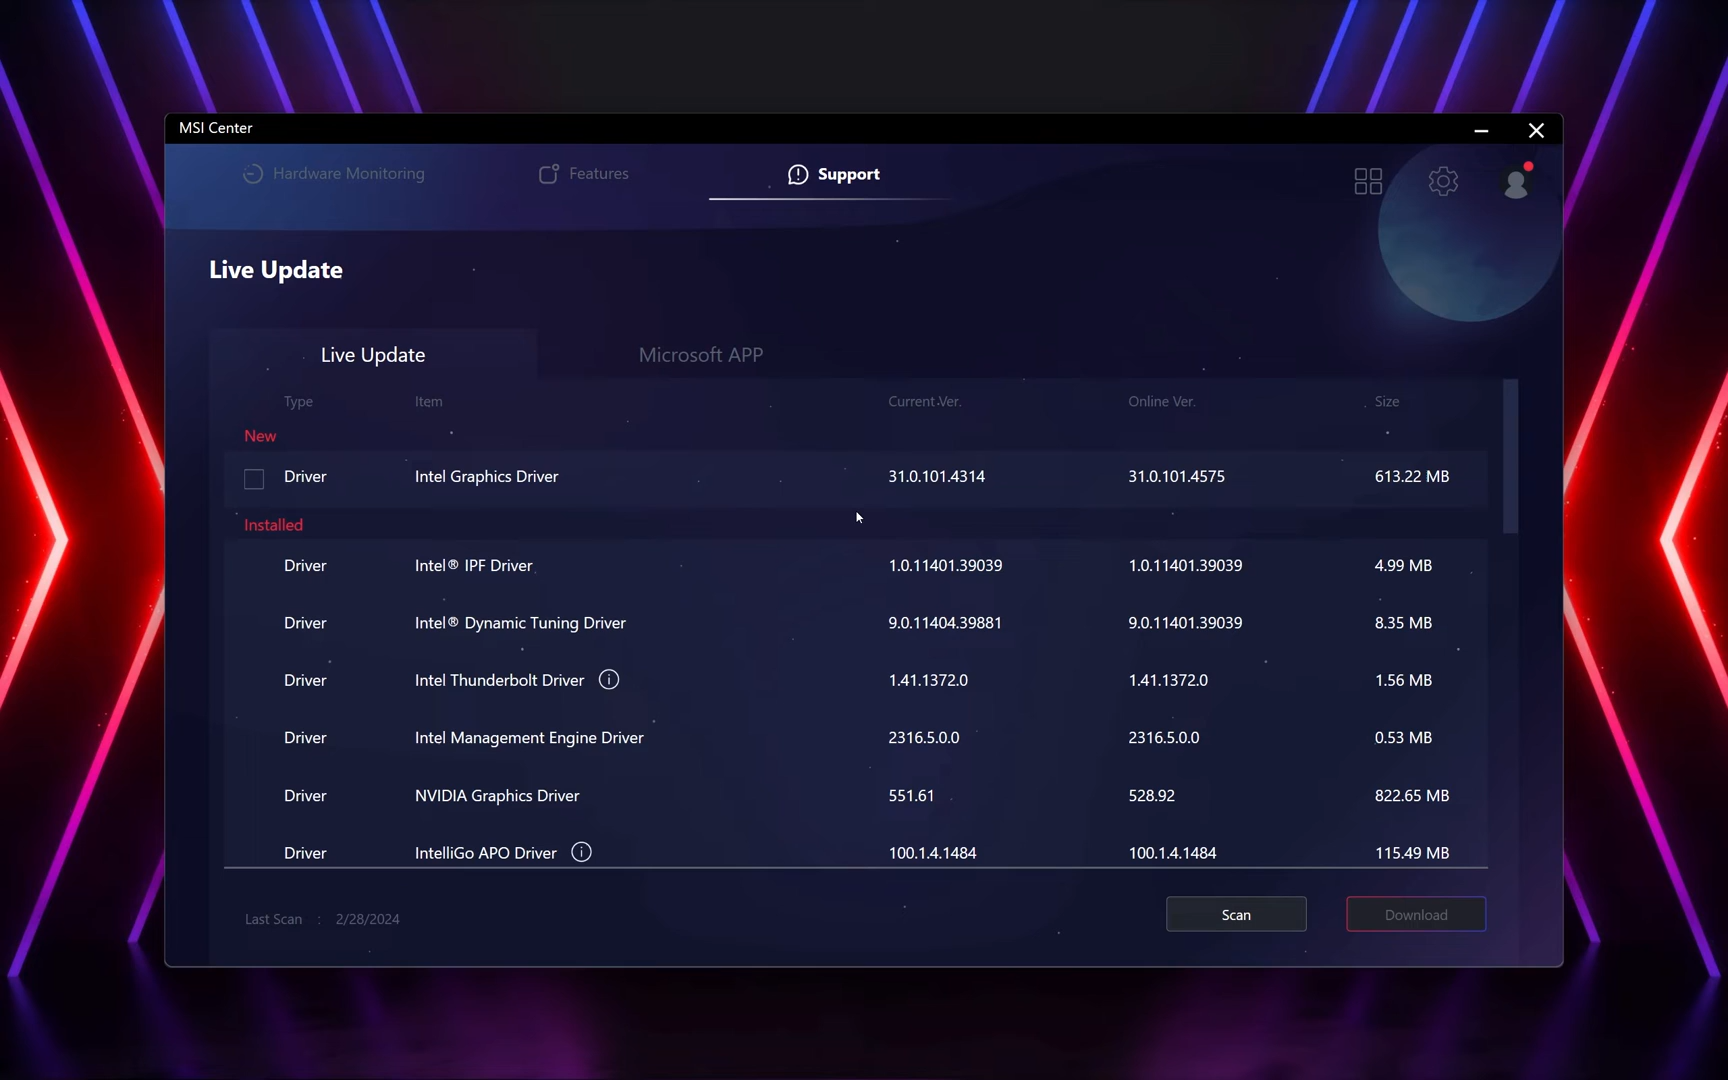 MSI Center
Hardware Monitoring Features Support
Live Update
Live Update Microsoft APP
Type Item Current Ver. Online Ver. Size
New
Driver Intel Graphics Driver 31.0.101.4314 31.0.101.4575 613.22 MB
Installed
Driver Intel® IPF Driver 1.0.11401.39039 1.0.11401.39039 4.99 MB
Driver Intel® Dynamic Tuning Driver 9.0.11404.39881 9.0.11401.39039 8.35 MB
Driver Intel Thunderbolt Driver 1.41.1372.0 1.41.1372.0 1.56 MB
Driver Intel Management Engine Driver 2316.5.0.0 2316.5.0.0 0.53 MB
Driver NVIDIA Graphics Driver 551.61 528.92 822.65 MB
Driver IntelliGo APO Driver 100.1.4.1484 100.1.4.1484 115.49 MB
Last Scan : 2/28/2024 Scan Download